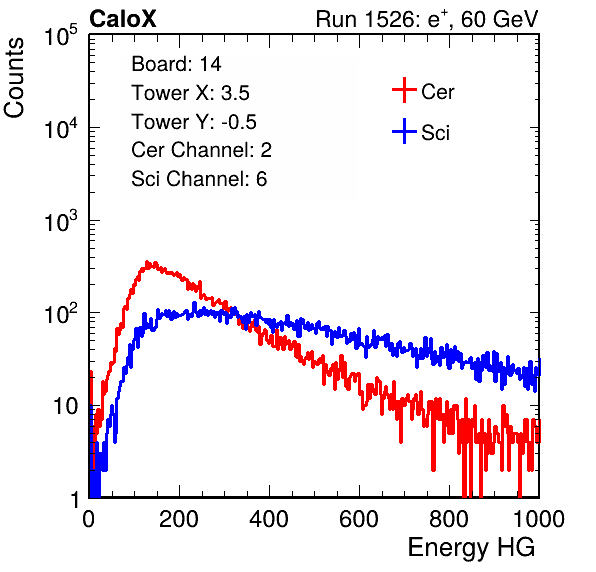 CaloX Run 1526: e⁺, 60 GeV
Counts
Board: 14
Tower X: 3.5
Tower Y: -0.5
Cer Channel: 2
Sci Channel: 6
Cer
Sci
10⁵
10⁴
10³
10²
10
1
0 200 400 600 800 1000
Energy HG